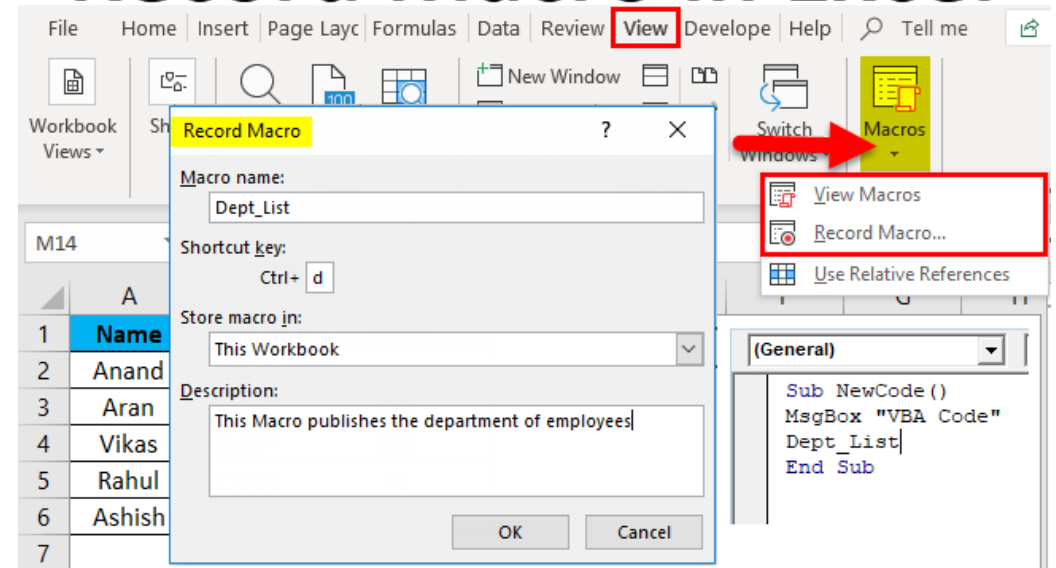 File Home Insert Page Layc Formulas Data Review View Develope Help Tell me
New Window
100
Workbook Views
Sh
Switch Windows
Macros
View Macros
Record Macro...
Use Relative References
Record Macro ? X
Macro name:
Dept_List
Shortcut key:
Ctrl+ d
Store macro in:
This Workbook
Description:
This Macro publishes the department of employees
OK Cancel
M14
A G H
1 Name
2 Anand
3 Aran
4 Vikas
5 Rahul
6 Ashish
7
(General)
Sub NewCode()
MsgBox "VBA Code"
Dept_List
End Sub